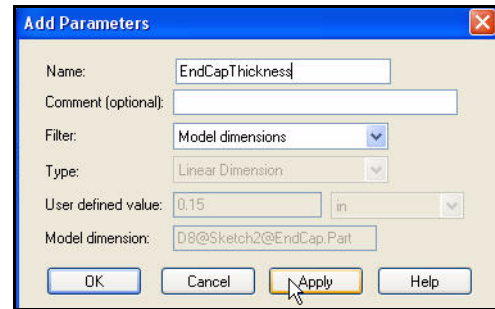 Add Parameters
Name: EndCapThickness
Comment (optional):
Filter: Model dimensions
Type: Linear Dimension
User defined value: 0.15 in
Model dimension: D8@Sketch2@EndCap.Part
OK Cancel Apply Help